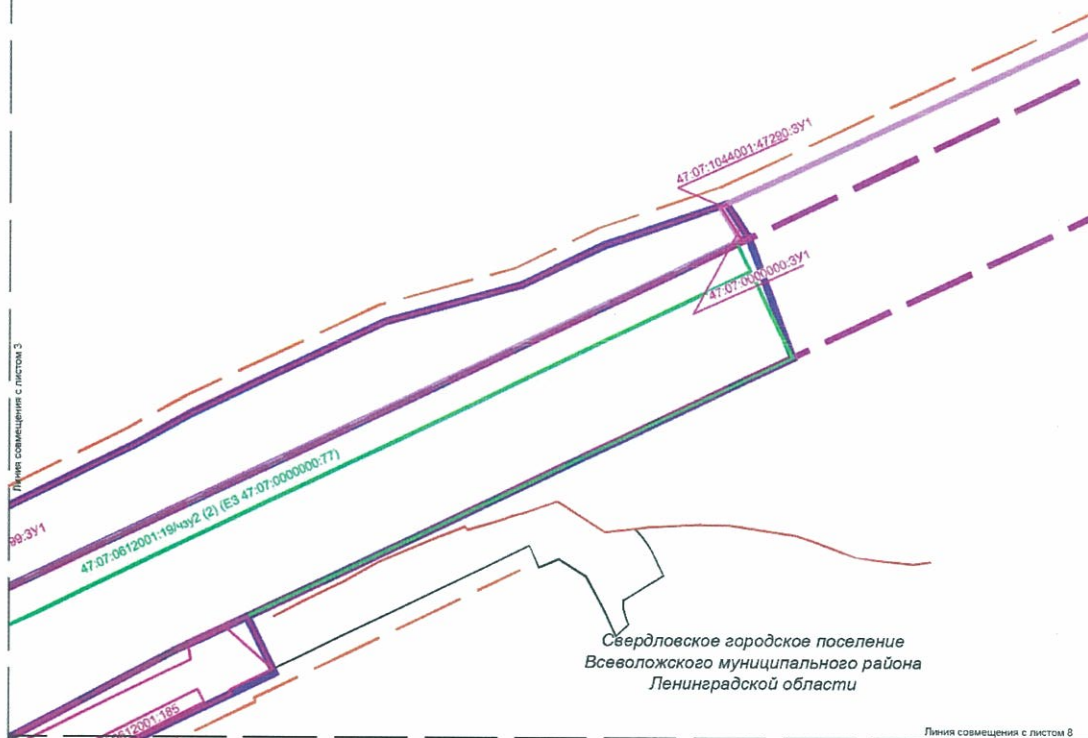 47:07:1044001:47290:ЗУ1
47:07:0000000:ЗУ1
Линия совмещения с листом 3
99:ЗУ1
47:07:0612001:19/чзу2 (2) (ЕЗ 47:07:0000000:77)
0612001:185
Свердловское городское поселение
Всеволожского муниципального района
Ленинградской области
Линия совмещения с листом 8